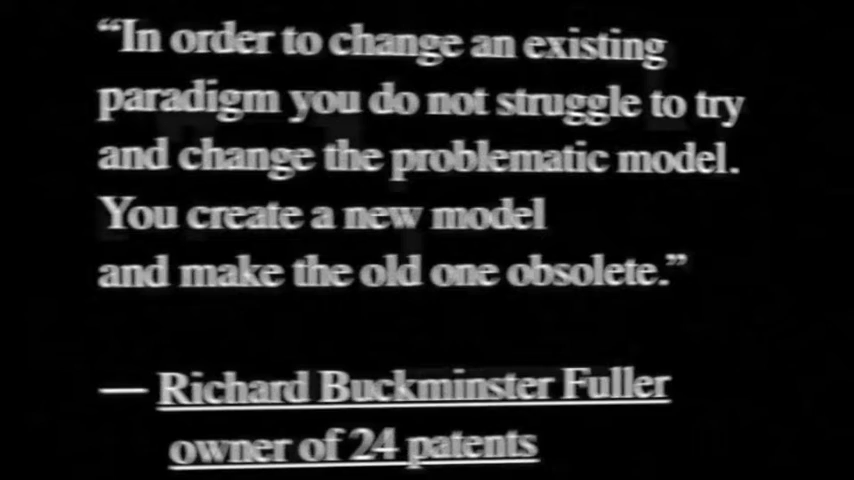 “In order to change an existing
paradigm you do not struggle to try
and change the problematic model.
You create a new model
and make the old one obsolete.”
— Richard Buckminster Fuller
owner of 24 patents